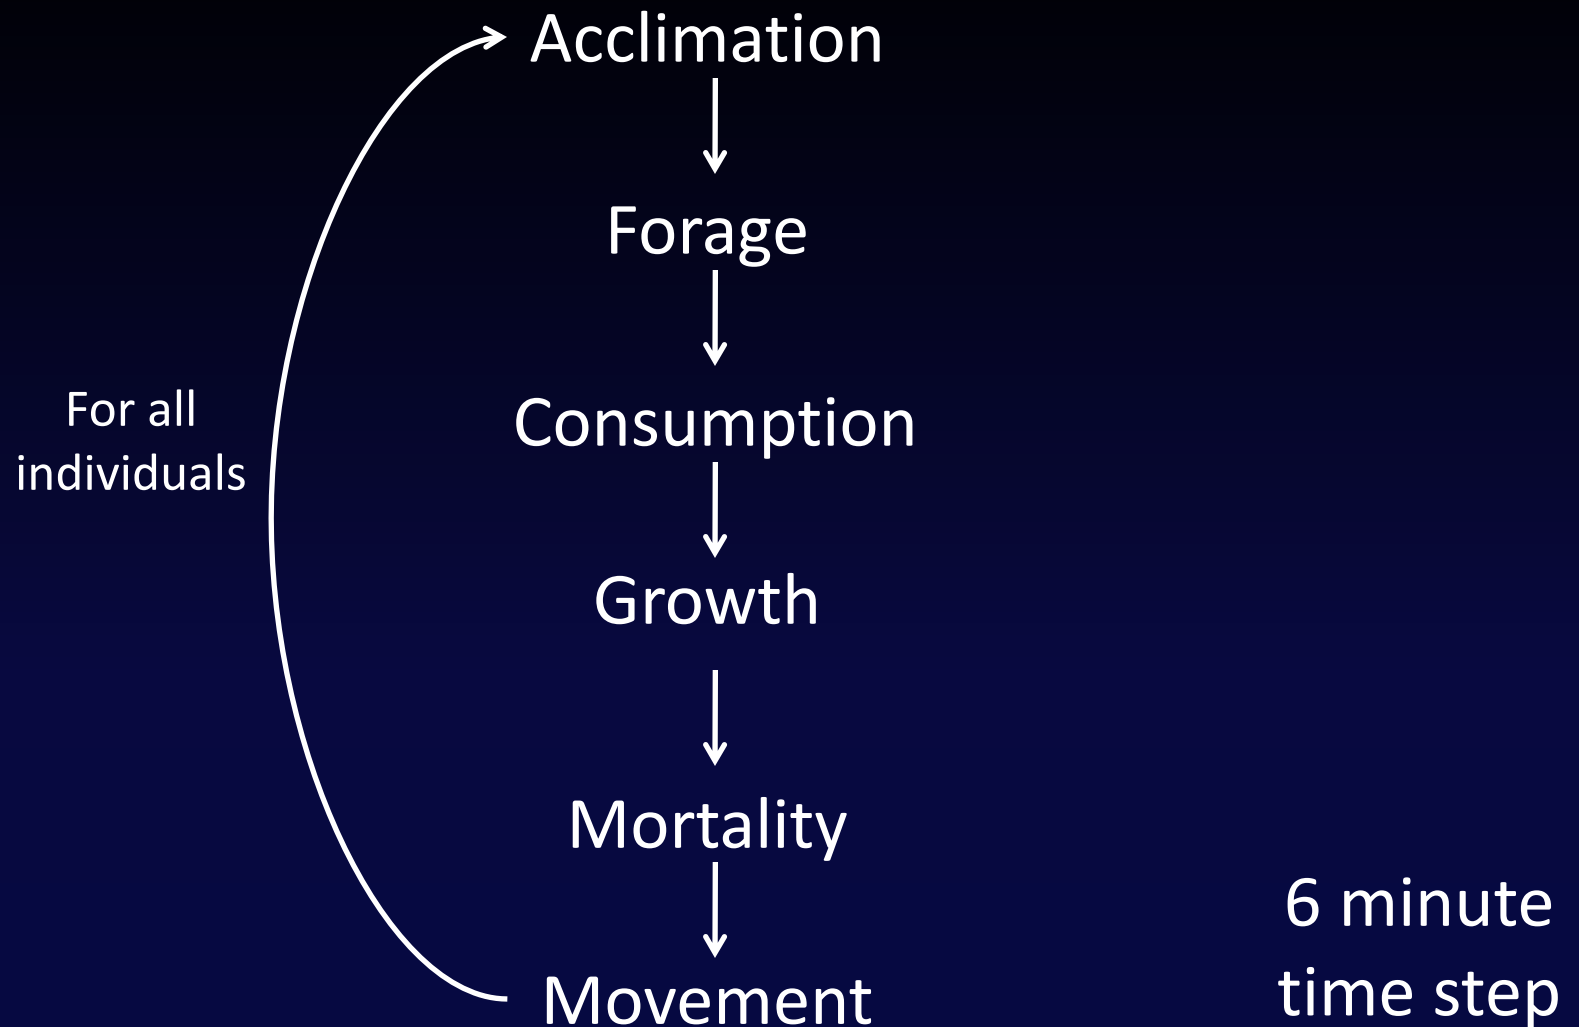 Acclimation
Forage
For all
individuals
Consumption
Growth
Mortality
Movement
6 minute
time step